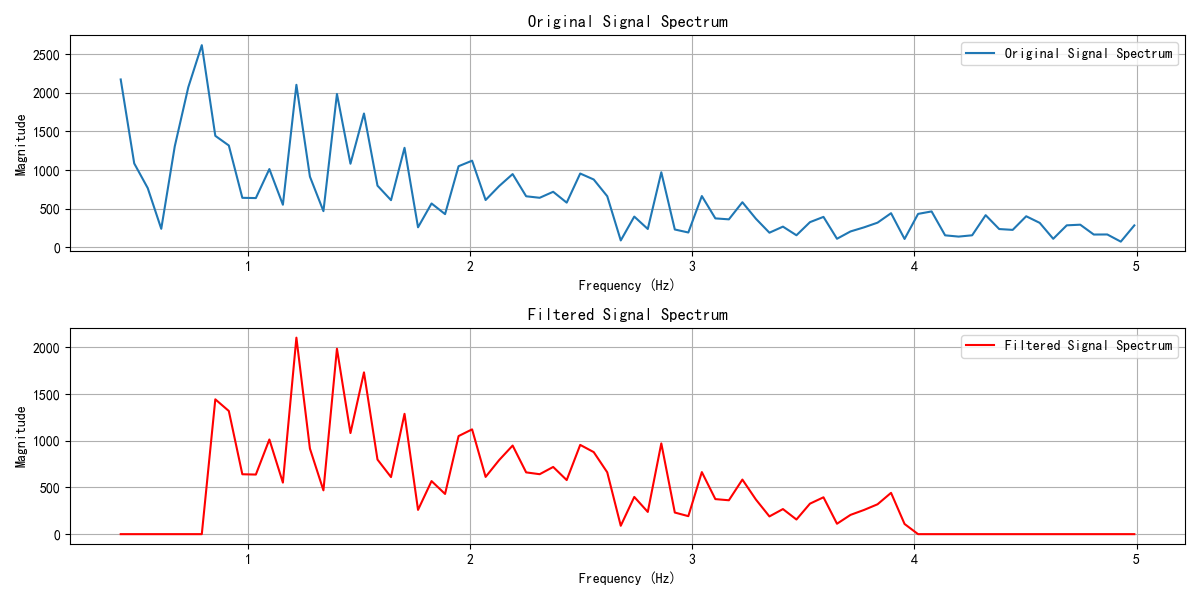 Original Signal Spectrum
Original Signal Spectrum
2500
2000
1500
1000
500
0
Magnitude
1 2 3 4 5
Frequency (Hz)
Filtered Signal Spectrum
Filtered Signal Spectrum
2000
1500
1000
500
0
Magnitude
1 2 3 4 5
Frequency (Hz)